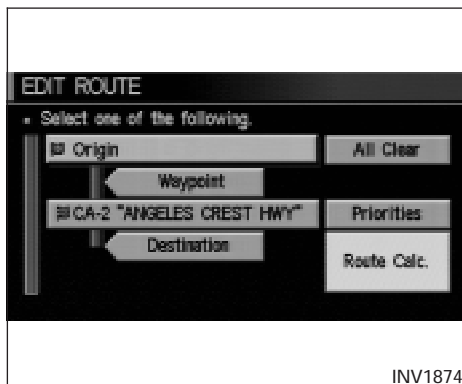 EDIT ROUTE
Select one of the following.
Origin
All Clear
Waypoint
CA-2 "ANGELES CREST HWY"
Priorities
Destination
Route Calc.
INV1874